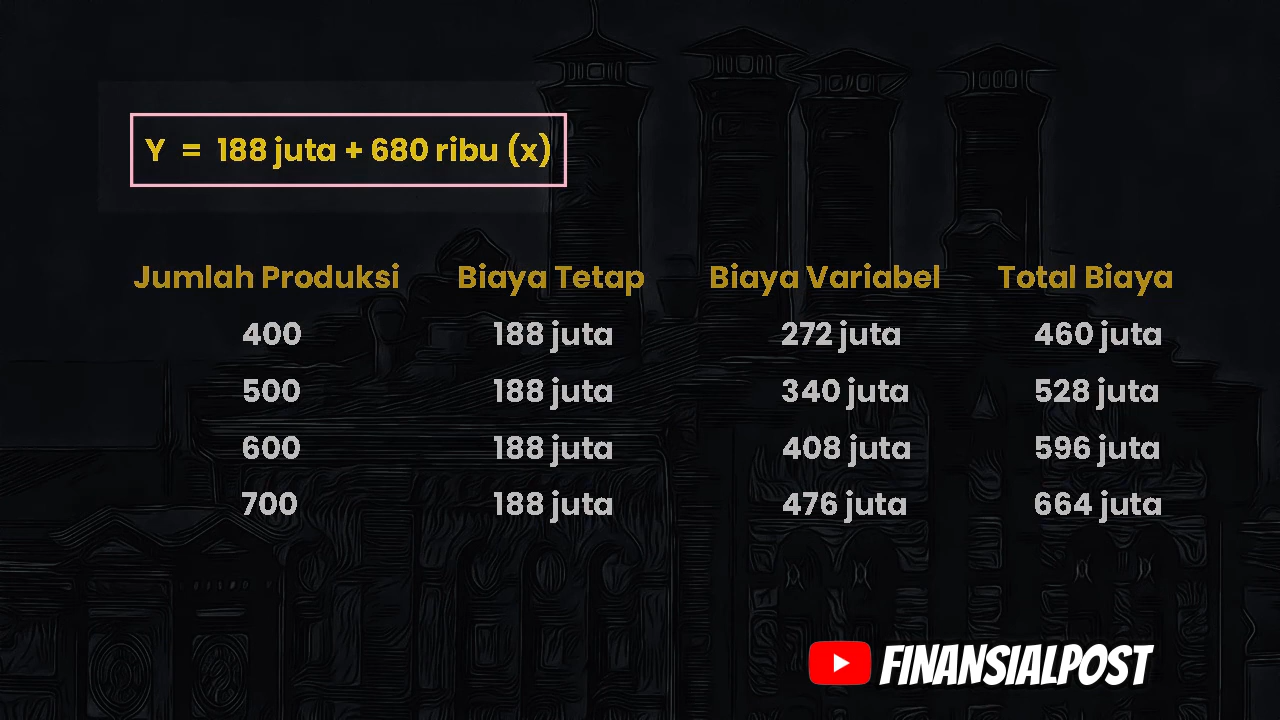 Y = 188 juta + 680 ribu (x)
Jumlah Produksi Biaya Tetap Biaya Variabel Total Biaya
400 188 juta 272 juta 460 juta
500 188 juta 340 juta 528 juta
600 188 juta 408 juta 596 juta
700 188 juta 476 juta 664 juta
FINANSIALPOST